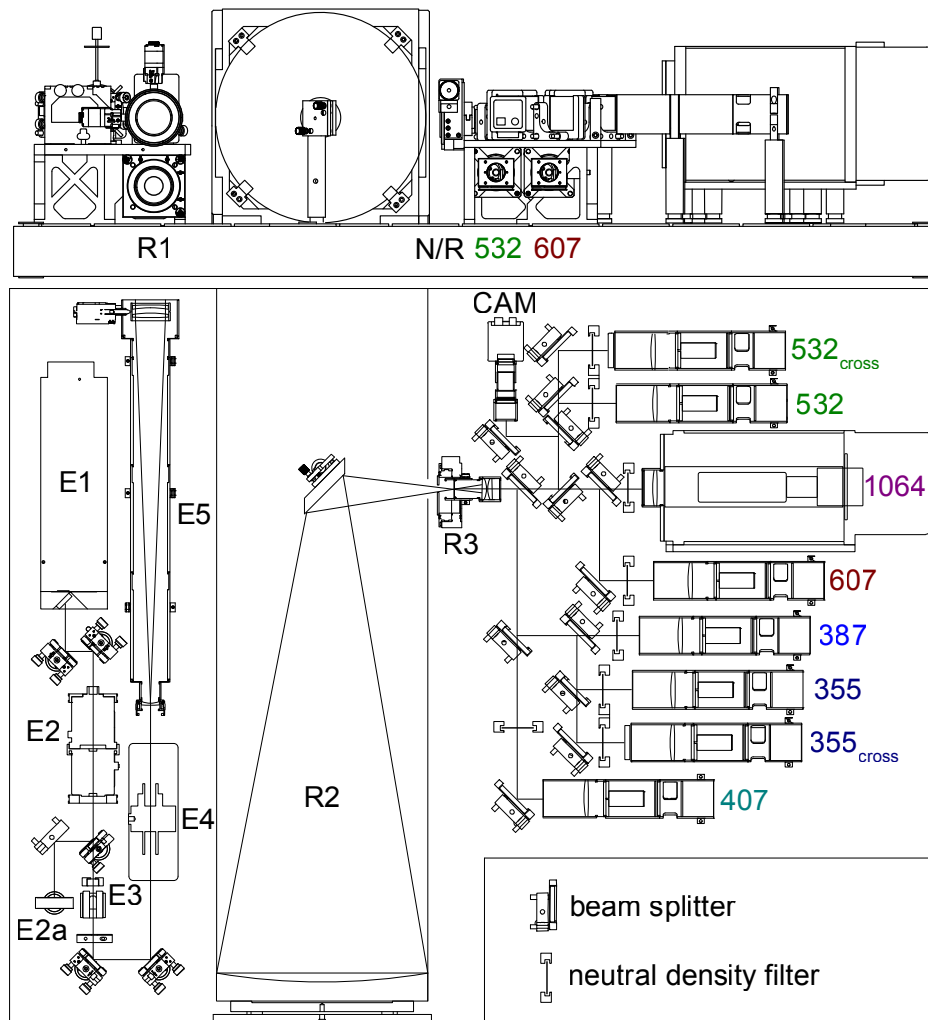 R1 N/R 532 607
CAM
532cross
532
E1
1064
E5
R3
607
387
E2
355
355cross
R2
407
E4
E3
E2a
beam splitter
neutral density filter